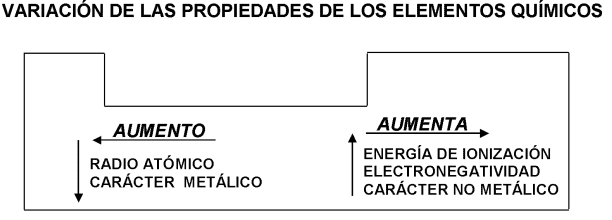 VARIACIÓN DE LAS PROPIEDADES DE LOS ELEMENTOS QUÍMICOS
AUMENTO
RADIO ATÓMICO
CARÁCTER METÁLICO
AUMENTA
ENERGÍA DE IONIZACIÓN
ELECTRONEGATIVIDAD
CARÁCTER NO METÁLICO